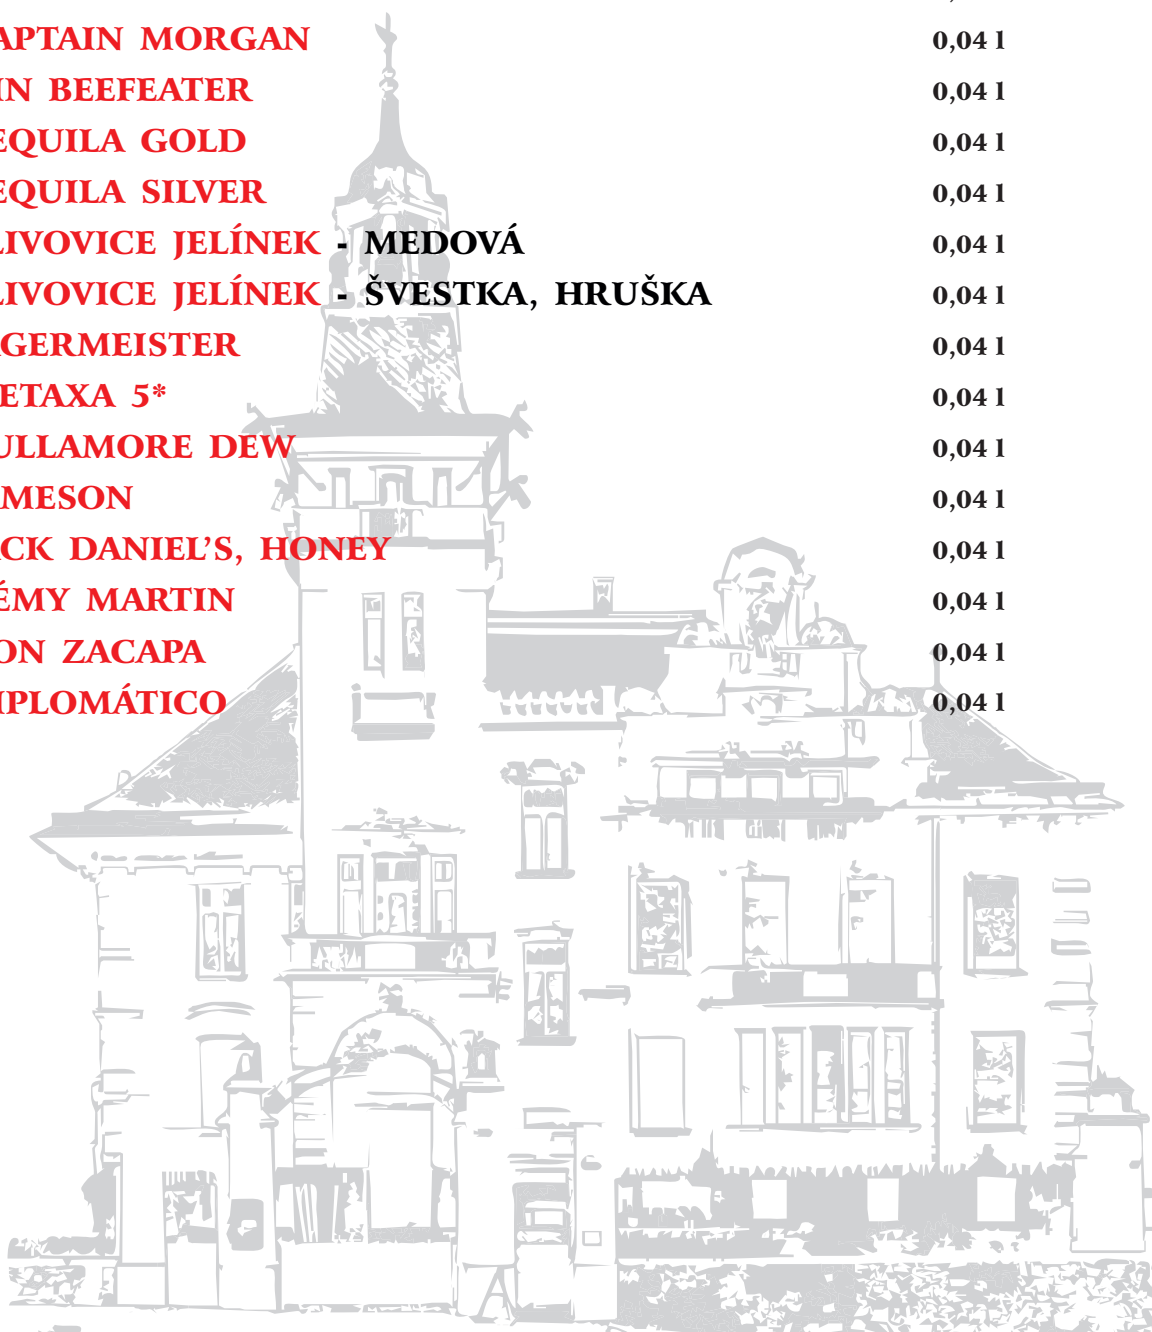 APTAIN MORGAN 0,04 l
IN BEEFEATER 0,04 l
EQUILA GOLD 0,04 l
EQUILA SILVER 0,04 l
LIVOVICE JELÍNEK - MEDOVÁ 0,04 l
LIVOVICE JELÍNEK - ŠVESTKA, HRUŠKA 0,04 l
GERMEISTER 0,04 l
ETAXA 5* 0,04 l
ULLAMORE DEW 0,04 l
MESON 0,04 l
CK DANIEL’S, HONEY 0,04 l
ÉMY MARTIN 0,04 l
ON ZACAPA 0,04 l
IPLOMÁTICO 0,04 l